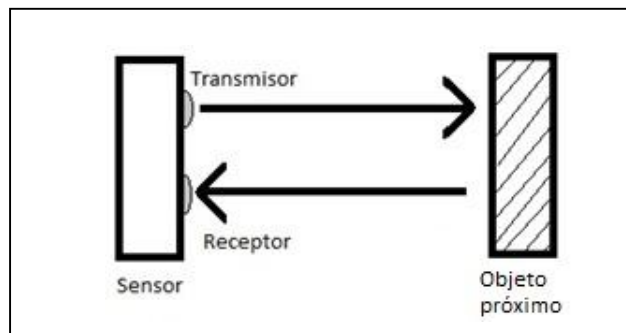 Transmisor
Receptor
Sensor
Objeto
próximo